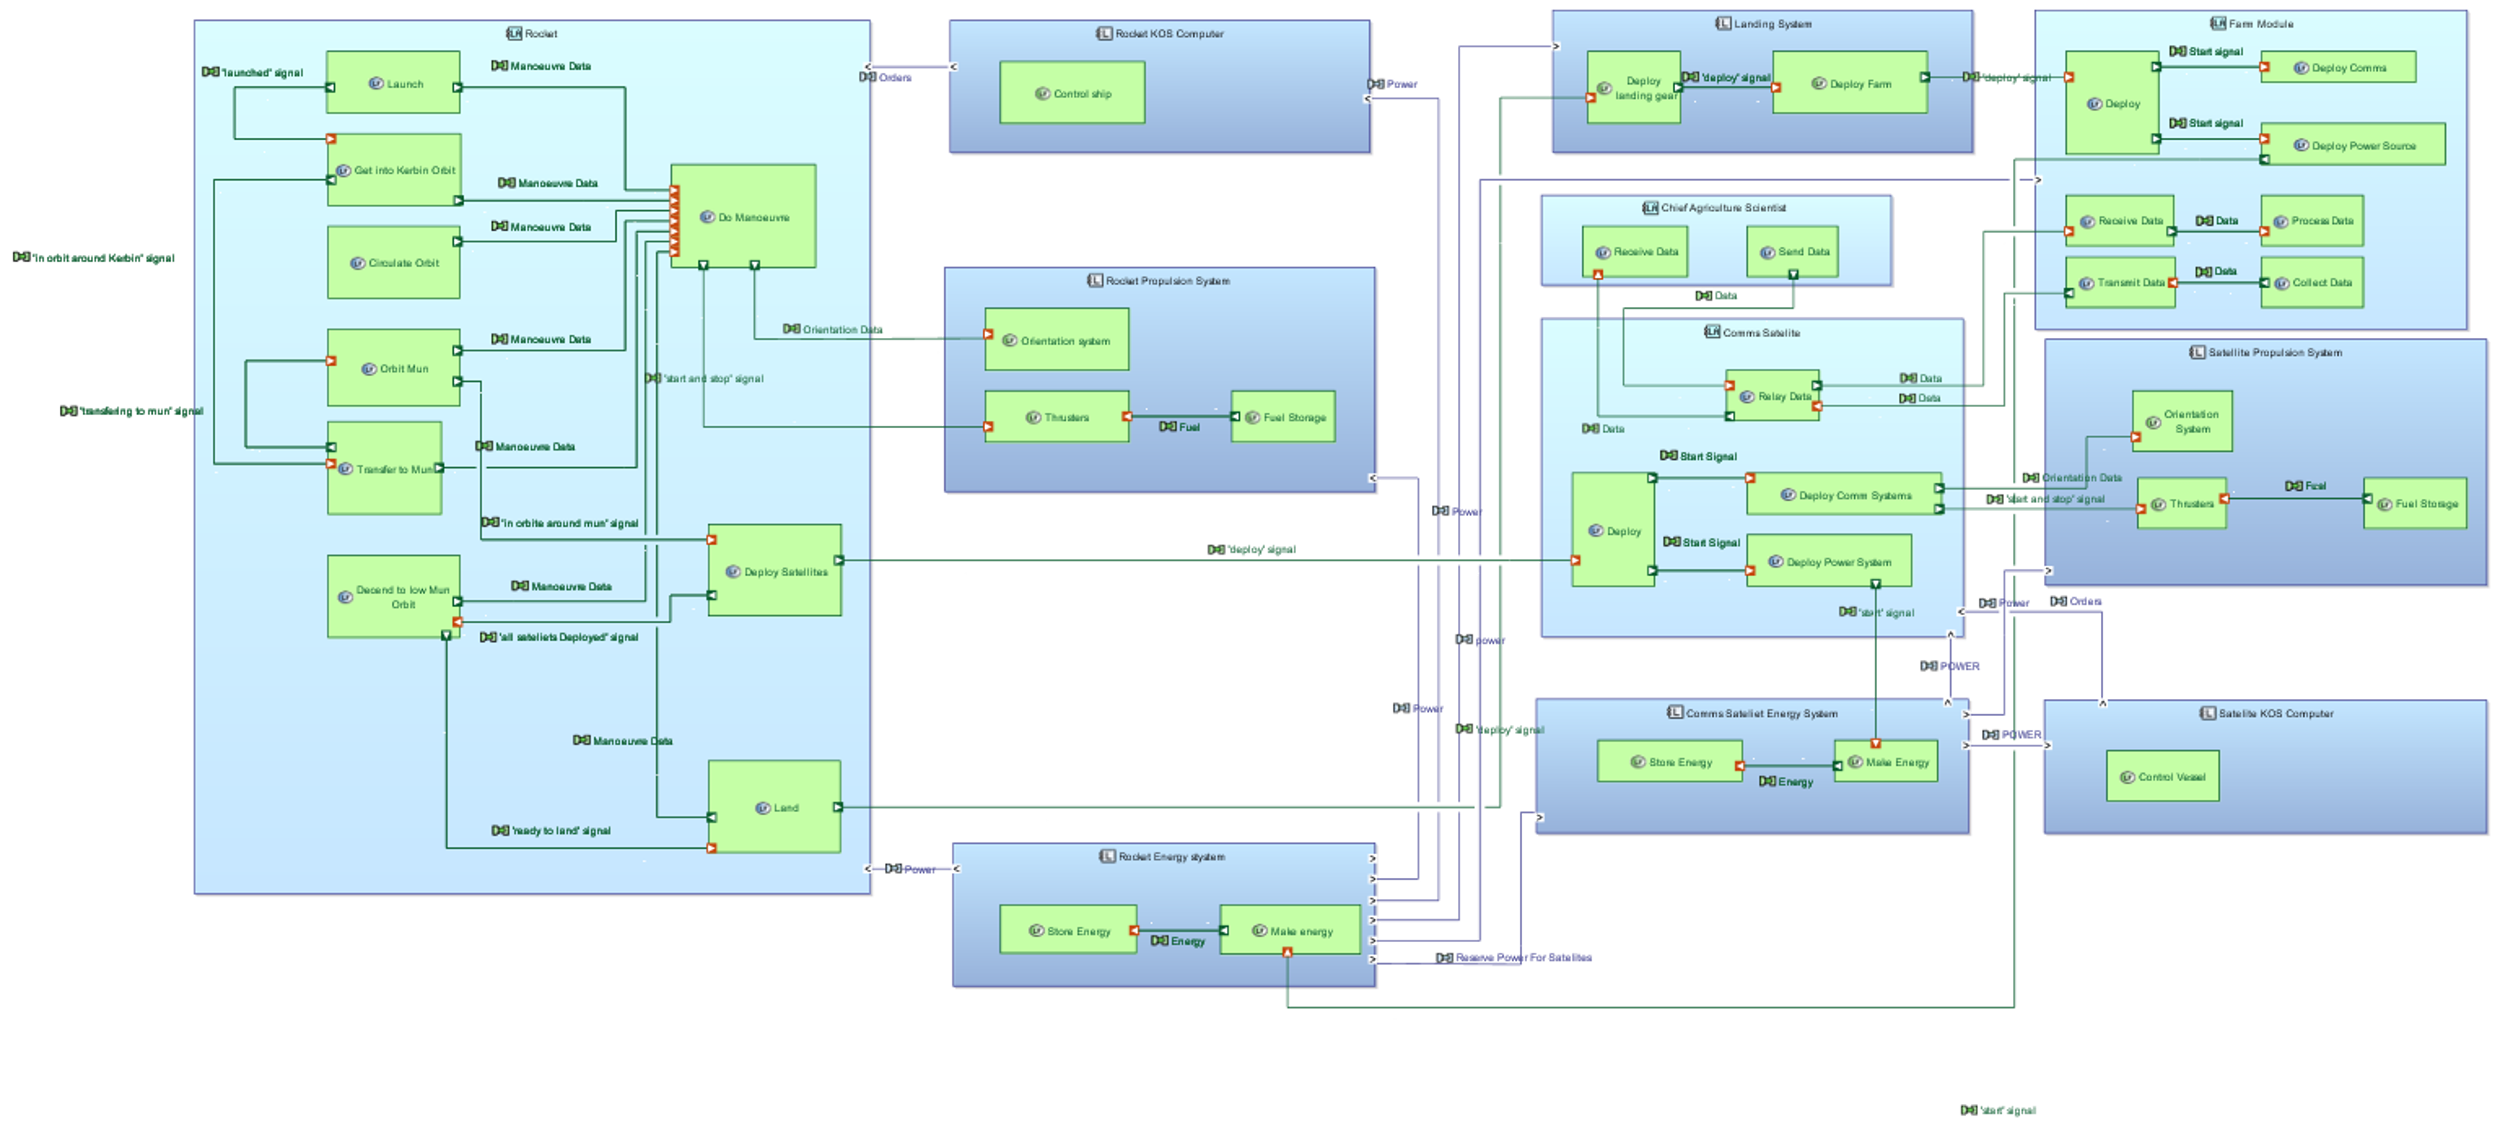 Rocket
"launched" signal
Launch
Manoeuvre Data
Get into Kerbin Orbit
Manoeuvre Data
Manoeuvre Data
Do Manoeuvre
Circulate Orbit
"in orbit around Kerbin" signal
Orbit Mun
Manoeuvre Data
'start and stop' signal
"transfering to mun" signal
Manoeuvre Data
Transfer to Mun
"in orbite around mun" signal
Deploy Satellites
Decend to low Mun
Orbit
Manoeuvre Data
'all sateliets Deployed' signal
Manoeuvre Data
Land
'ready to land' signal
Orders
Rocket KOS Computer
Control ship
Power
Rocket Propulsion System
Orientation Data
Orientation system
Thrusters
Fuel
Fuel Storage
Power
'deploy' signal
power
Power
'deploy' signal
Power
Rocket Energy stystem
Store Energy
Energy
Make energy
Reserve Power For Satelites
Landing System
Deploy
landing gear
'deploy' signal
Deploy Farm
'deploy' signal
Farm Module
Deploy
Start signal
Deploy Comms
Start signal
Deploy Power Source
Receive Data
Data
Process Data
Transmit Data
Data
Collect Data
Chief Agriculture Scientist
Receive Data
Send Data
Data
Comms Satelite
Relay Data
Data
Data
Data
Start Signal
Deploy Comm Systems
Deploy
Start Signal
Deploy Power System
'start' signal
Satellite Propulsion System
Orientation
System
Orientation Data
'start and stop' signal
Thrusters
Fuel
Fuel Storage
Power
Orders
POWER
Comms Sateliet Energy System
Store Energy
Energy
Make Energy
POWER
Satelite KOS Computer
Control Vessel
'start' signal